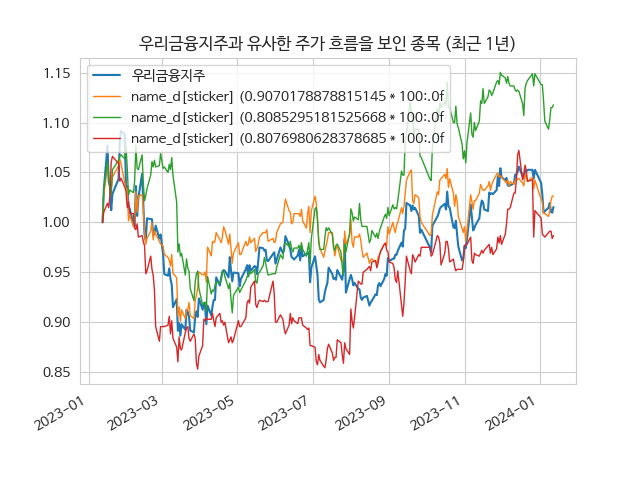 우리금융지주과 유사한 주가 흐름을 보인 종목 (최근 1년)
우리금융지주
name_d[sticker] (0.9070178878815145 * 100:.0f
name_d[sticker] (0.8085295181525668 * 100:.0f
name_d[sticker] (0.8076980628378685 * 100:.0f
1.15
1.10
1.05
1.00
0.95
0.90
0.85
2023-01
2023-03
2023-05
2023-07
2023-09
2023-11
2024-01